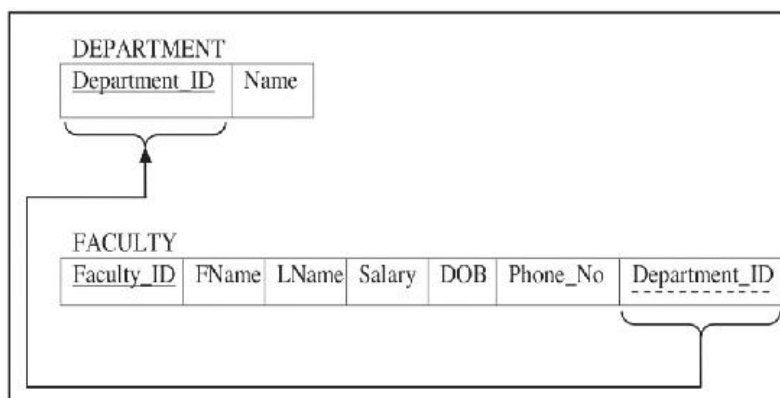 DEPARTMENT
Department_ID Name
FACULTY
Faculty_ID FName LName Salary DOB Phone_No Department_ID